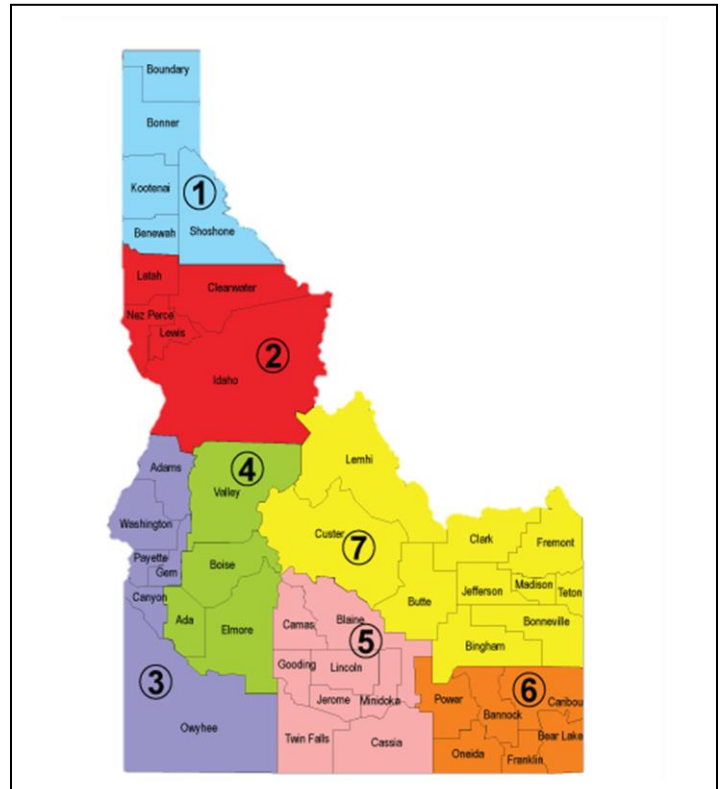 Boundary
Bonner
Kootenai
1
Benewah
Shoshone
Latah
Clearwater
Nez Perce
Lewis
2
Idaho
Adams
4
Valley
Lemhi
Washington
Custer
7
Clark
Fremont
Payette
Boise
Gem
Canyon
Jefferson
Madison
Teton
Butte
Ada
Elmore
Camas
Blaine
5
Bonneville
Bingham
Gooding
Lincoln
3
6
Power
Caribou
Jerome
Minidoka
Bannock
Owyhee
Twin Falls
Cassia
Bear Lake
Oneida
Franklin